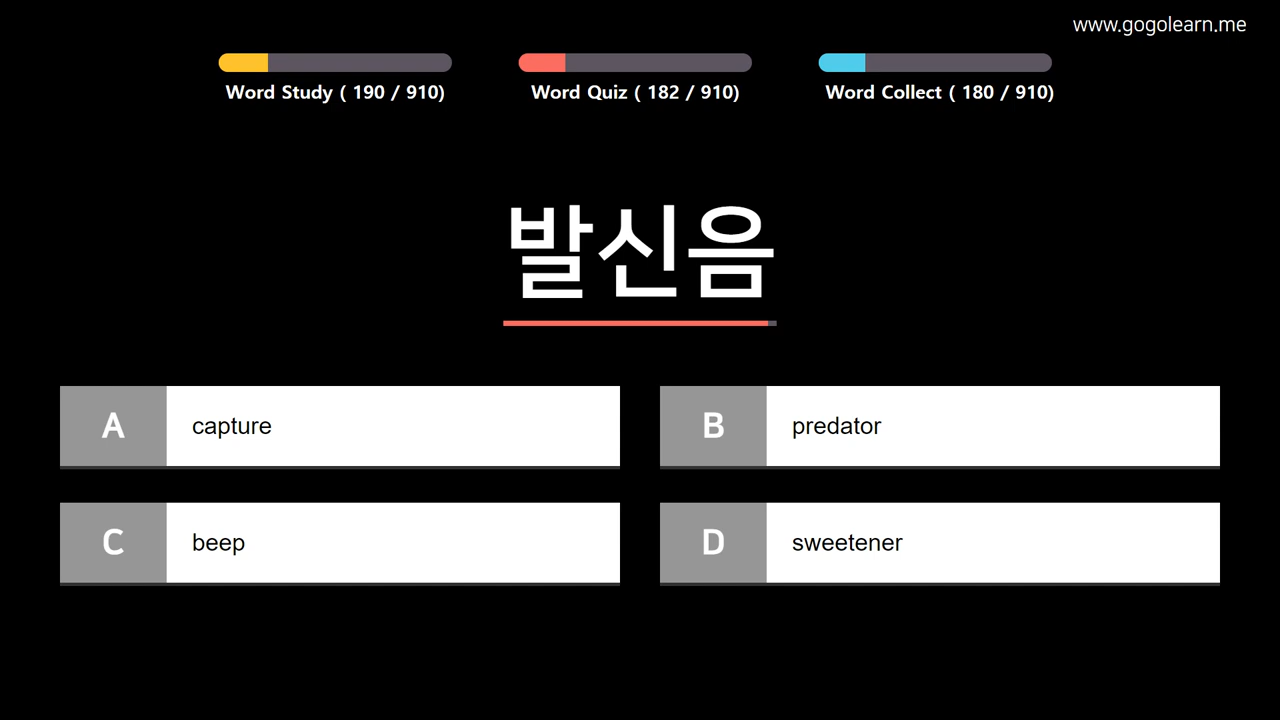 www.gogolearn.me
Word Study ( 190 / 910)
Word Quiz ( 182 / 910)
Word Collect ( 180 / 910)
발신음
A capture
B predator
C beep
D sweetener